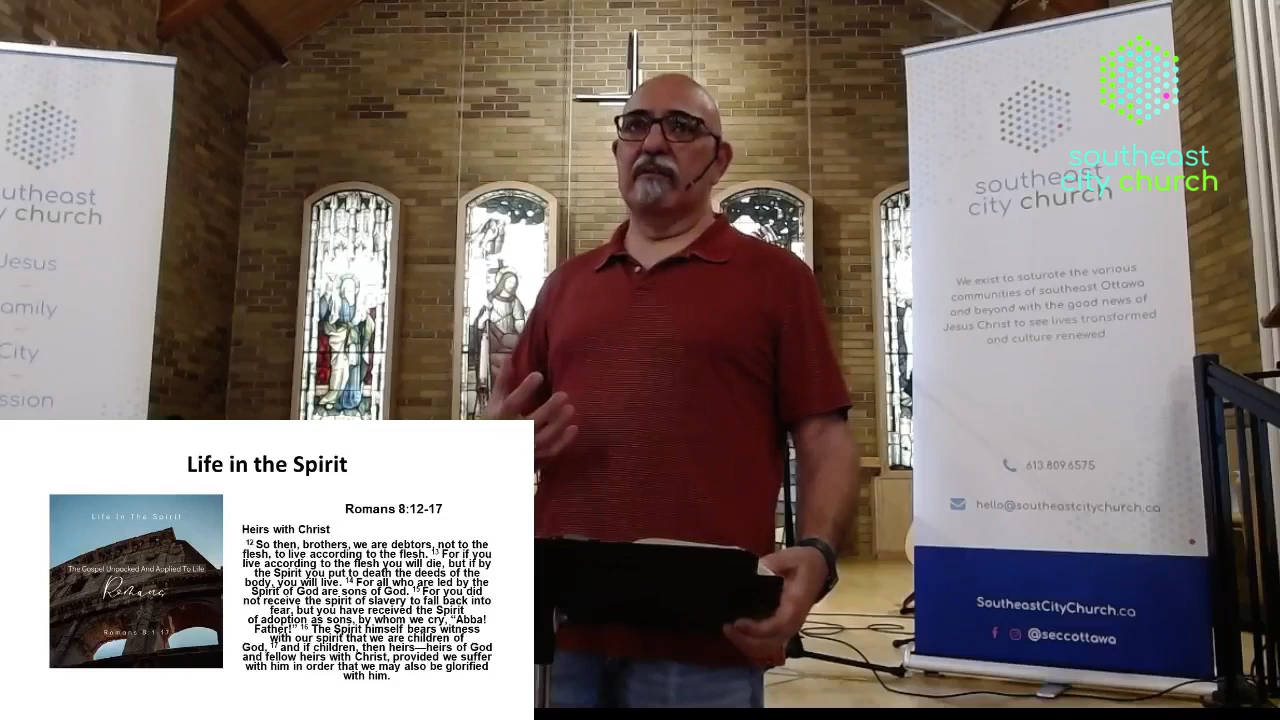 utheast
y church
Jesus
amily
City
ssion
southeast
city church
southeast
city church
We exist to saturate the various
communities of southeast Ottawa
and beyond with the good news of
Jesus Christ to see lives transformed
and culture renewed.
613.809.6575
hello@southeastcitychurch.ca
SoutheastCityChurch.ca
@seccottawa
Life in the Spirit
Life In The Spirit
The Gospel Unpacked And Applied To Life
Romans
Romans 8:1-17
Romans 8:12-17
Heirs with Christ
12 So then, brothers, we are debtors, not to the
flesh, to live according to the flesh. 13 For if you
live according to the flesh you will die, but if by
the Spirit you put to death the deeds of the
body, you will live. 14 For all who are led by the
Spirit of God are sons of God. 15 For you did
not receive the spirit of slavery to fall back into
fear, but you have received the Spirit
of adoption as sons, by whom we cry, “Abba!
Father!” 16 The Spirit himself bears witness
with our spirit that we are children of
God, 17 and if children, then heirs—heirs of God
and fellow heirs with Christ, provided we suffer
with him in order that we may also be glorified
with him.